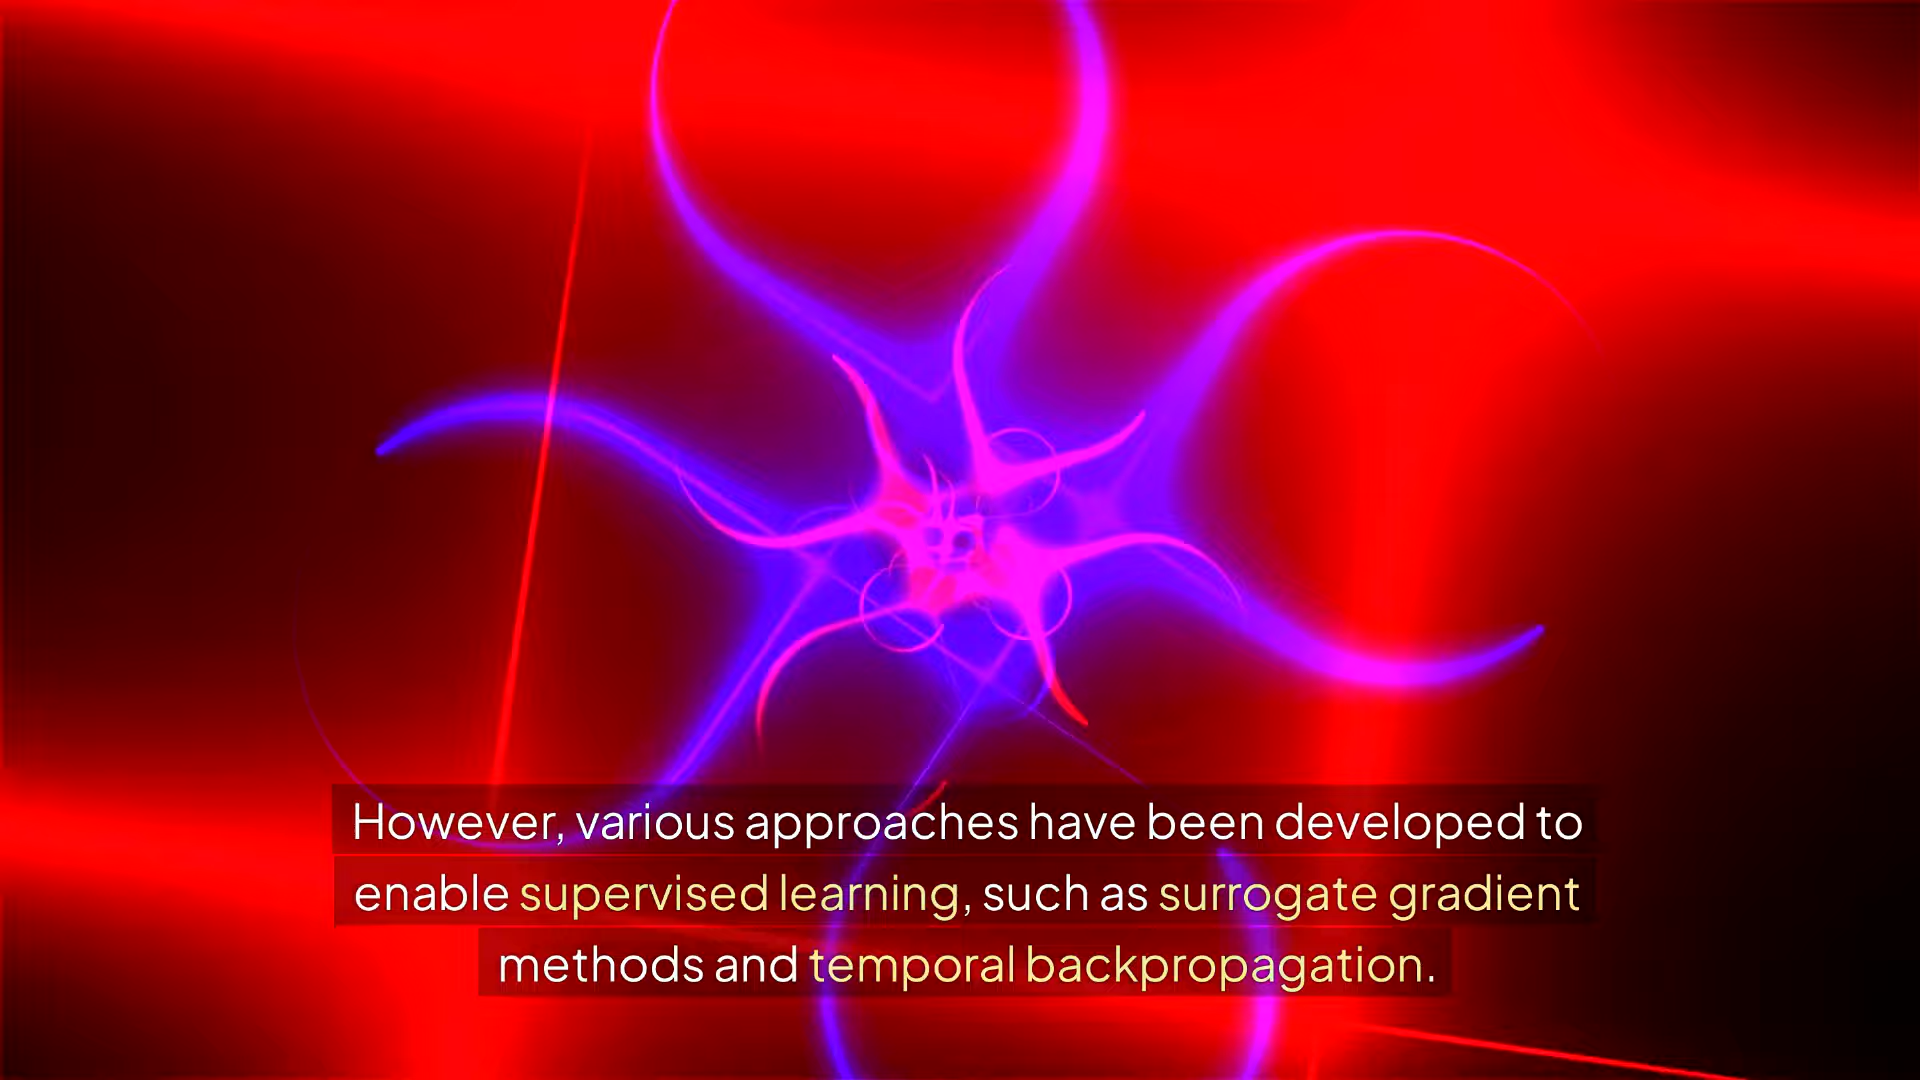 However, various approaches have been developed to
enable supervised learning, such as surrogate gradient
methods and temporal backpropagation.